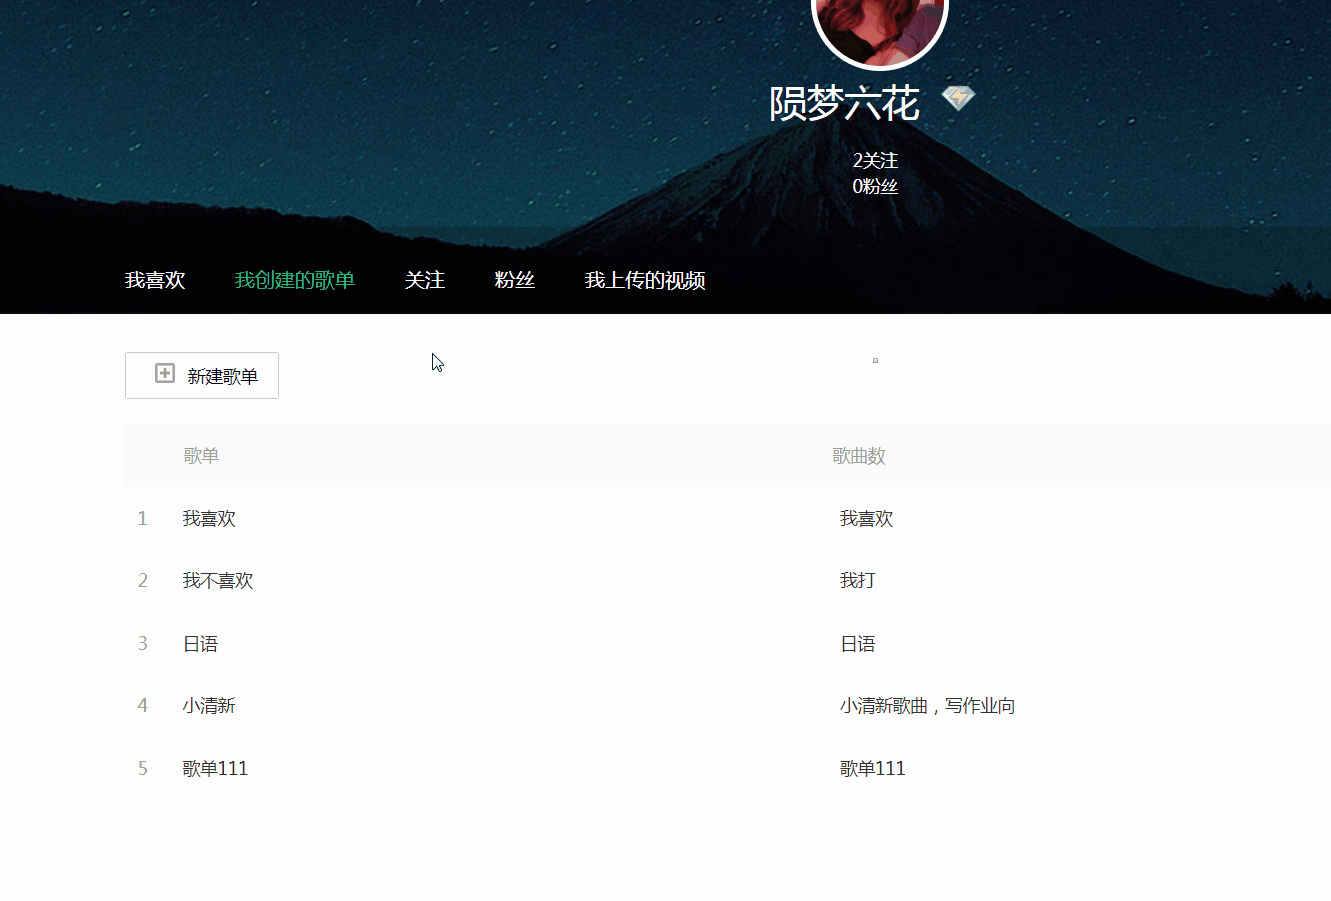 陨梦六花
2关注
0粉丝
我喜欢 我创建的歌单 关注 粉丝 我上传的视频
新建歌单
歌单 歌曲数
1 我喜欢 我喜欢
2 我不喜欢 我打
3 日语 日语
4 小清新 小清新歌曲，写作业向
5 歌单111 歌单111